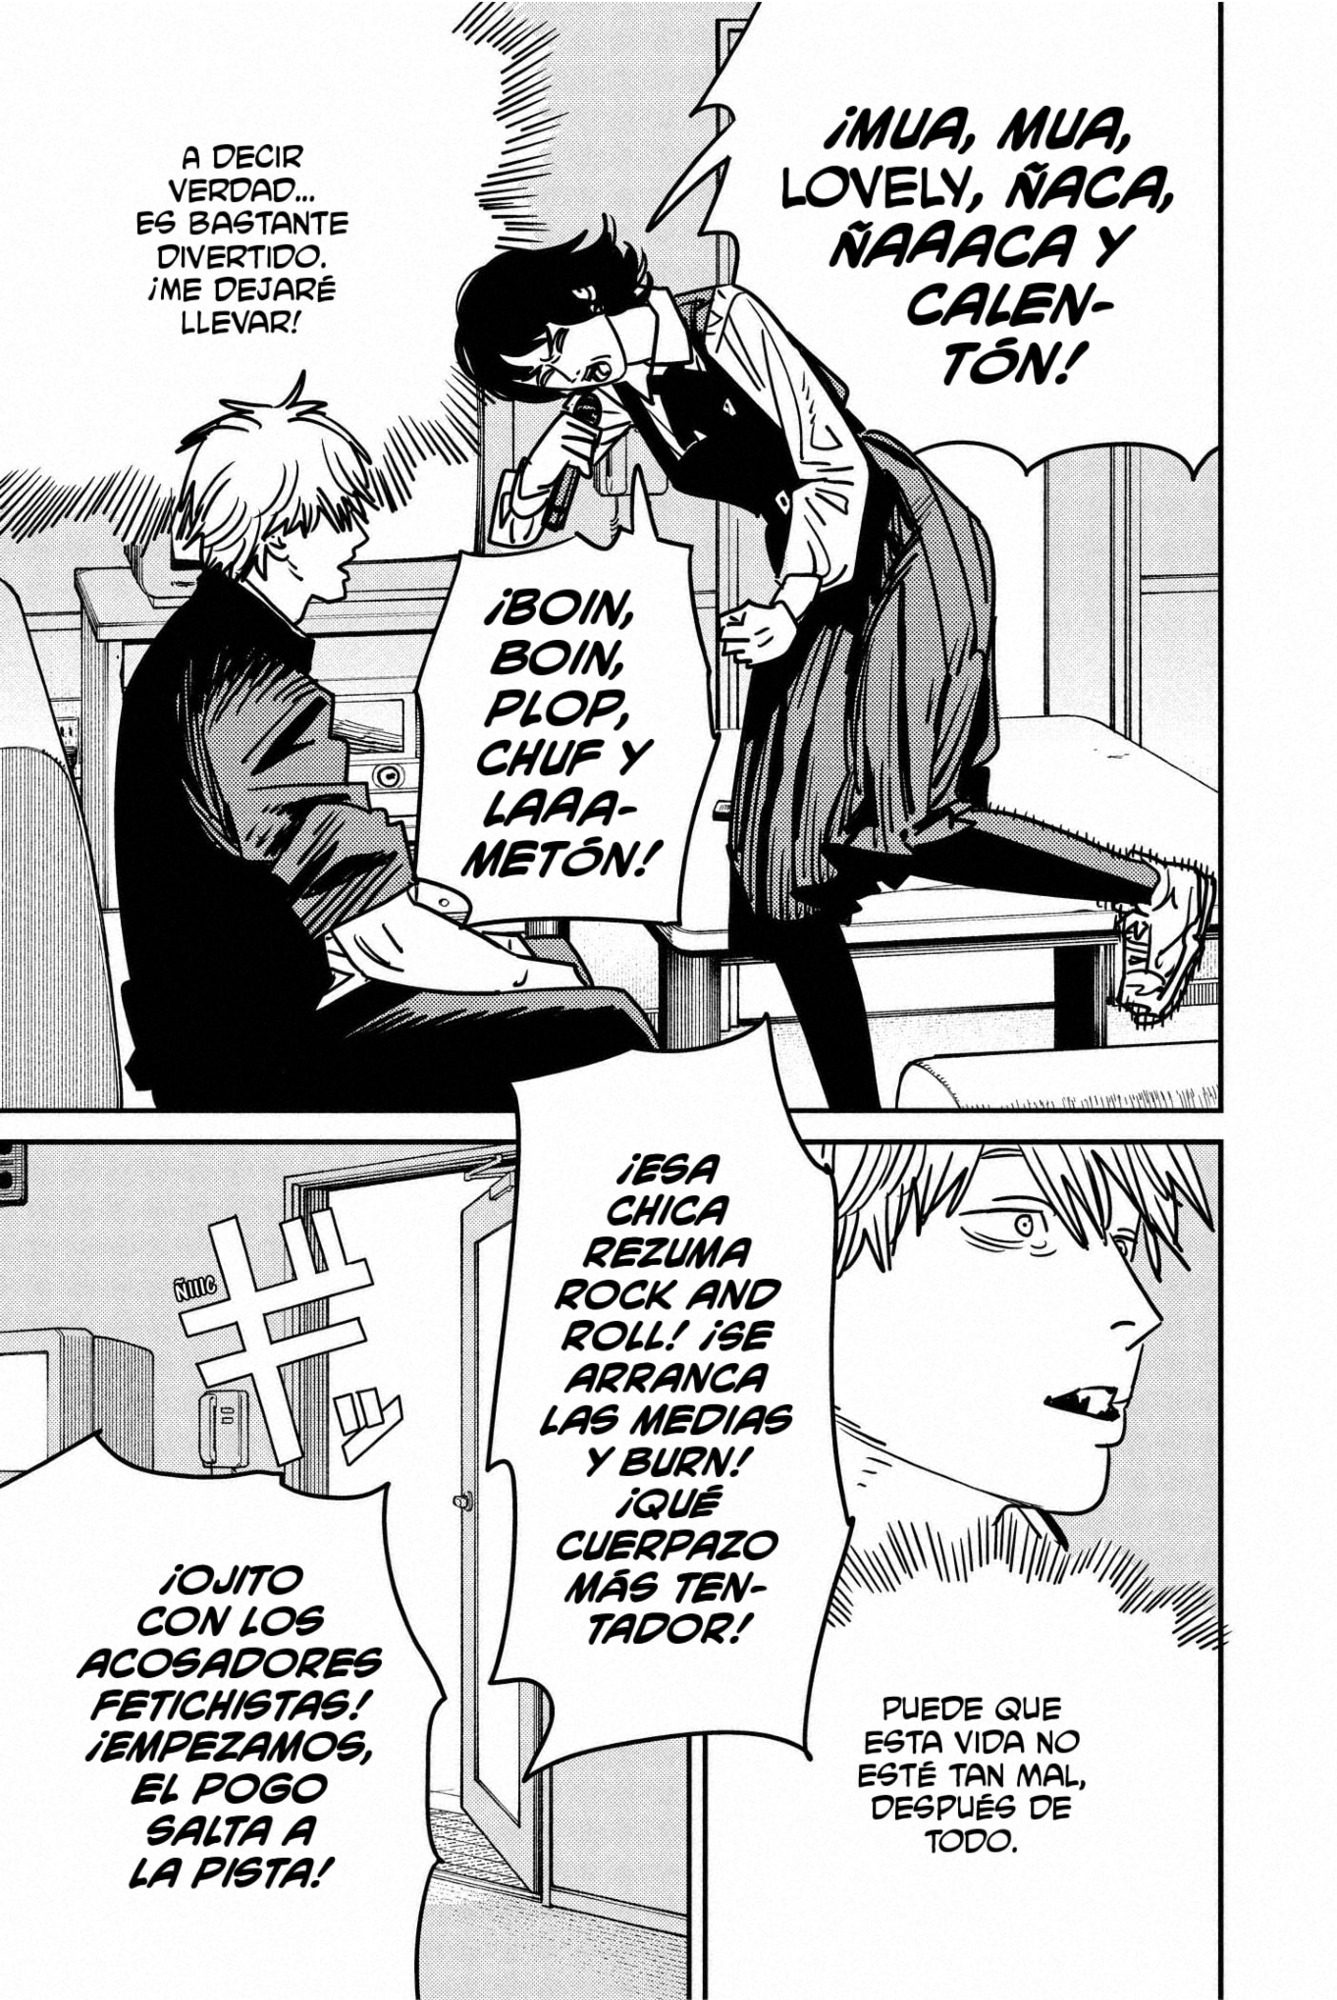 ¡MUA, MUA,
LOVELY, ÑACA,
ÑAAACA Y
CALEN-
TÓN!
¡BOIN,
BOIN,
PLOP,
CHUF Y
LAAA-
METÓN!
A DECIR
VERDAD...
ES BASTANTE
DIVERTIDO.
¡ME DEJARÉ
LLEVAR!
PUEDE QUE
ESTA VIDA NO
ESTÉ TAN MAL,
DESPUÉS DE
TODO.
¡ESA
CHICA
REZUMA
ROCK AND
ROLL! ¡SE
ARRANCA
LAS MEDIAS
Y BURN!
¡QUÉ
CUERPAZO
MÁS TEN-
TADOR!
ギッ
ÑIIIC
¡OJITO
CON LOS
ACOSADORES
FETICHISTAS!
¡EMPEZAMOS,
EL POGO
SALTA A
LA PISTA!